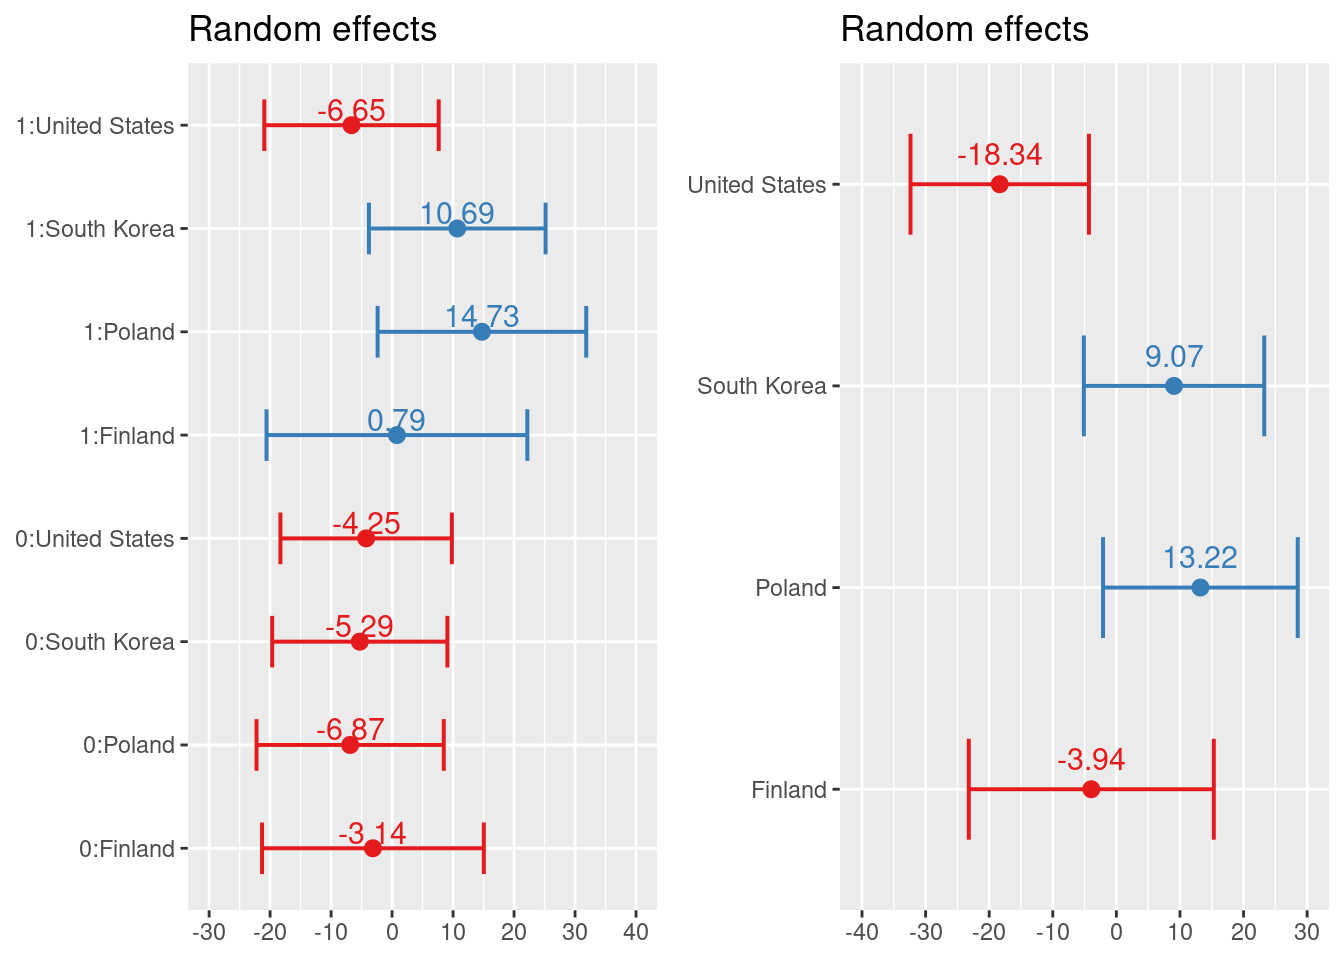 Random effects
1:United States
-6.65
1:South Korea
10.69
1:Poland
14.73
1:Finland
0.79
0:United States
-4.25
0:South Korea
-5.29
0:Poland
-6.87
0:Finland
-3.14
-30 -20 -10 0 10 20 30 40
Random effects
United States
-18.34
South Korea
9.07
Poland
13.22
Finland
-3.94
-40 -30 -20 -10 0 10 20 30